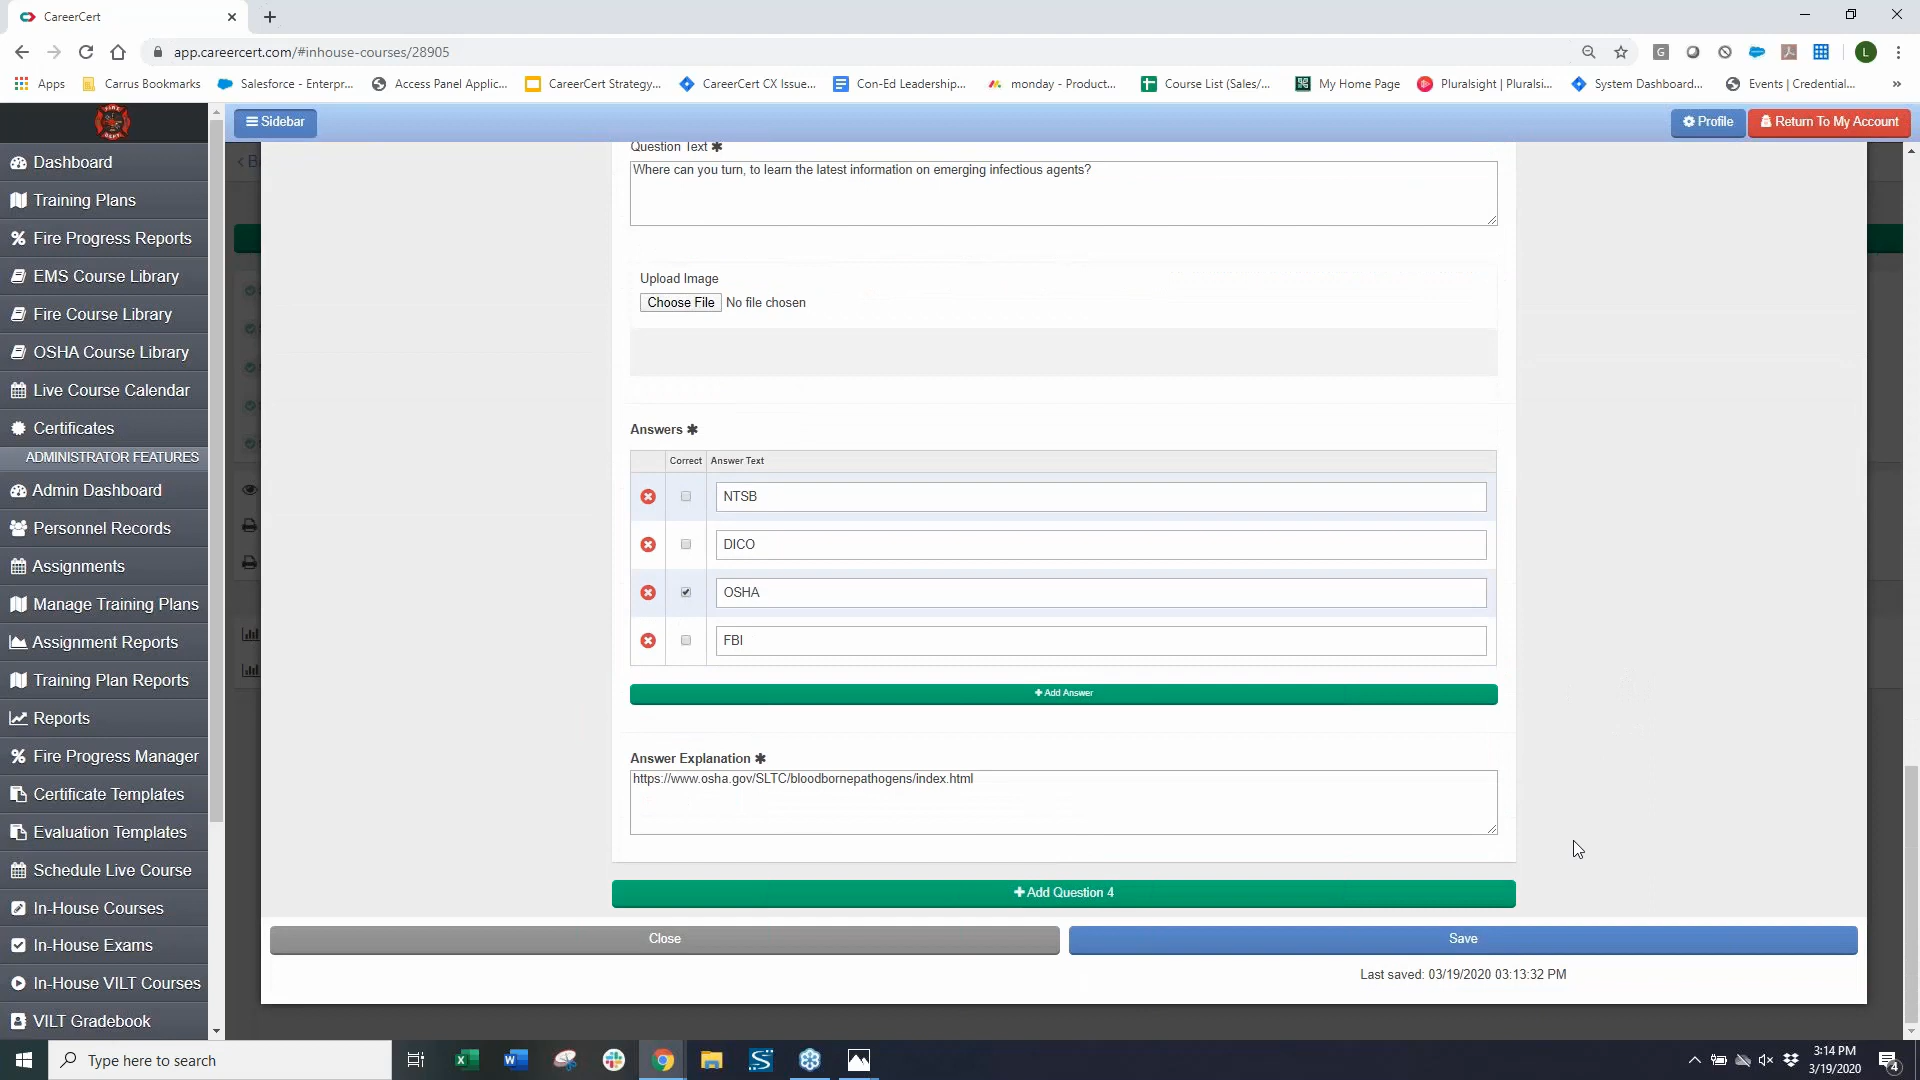 CareerCert
app.careercert.com/#inhouse-courses/28905
G
L
Apps
Carrus Bookmarks
Salesforce - Enterpr...
Access Panel Applic...
CareerCert Strategy...
CareerCert CX Issue...
Con-Ed Leadership...
monday - Product...
Course List (Sales/...
My Home Page
Pluralsight | Pluralsi...
System Dashboard...
Events | Credential...
»
Sidebar
Profile
Return To My Account
Dashboard
Training Plans
Fire Progress Reports
EMS Course Library
Fire Course Library
OSHA Course Library
Live Course Calendar
Certificates
ADMINISTRATOR FEATURES
Admin Dashboard
Personnel Records
Assignments
Manage Training Plans
Assignment Reports
Training Plan Reports
Reports
Fire Progress Manager
Certificate Templates
Evaluation Templates
Schedule Live Course
In-House Courses
In-House Exams
In-House VILT Courses
VILT Gradebook
Question Text ✱
Where can you turn, to learn the latest information on emerging infectious agents?
Upload Image
Choose File No file chosen
Answers ✱
Correct Answer Text
NTSB
DICO
OSHA
FBI
+ Add Answer
Answer Explanation ✱
https://www.osha.gov/SLTC/bloodbornepathogens/index.html
+ Add Question 4
Close
Save
Last saved: 03/19/2020 03:13:32 PM
Type here to search
3:14 PM
3/19/2020
4